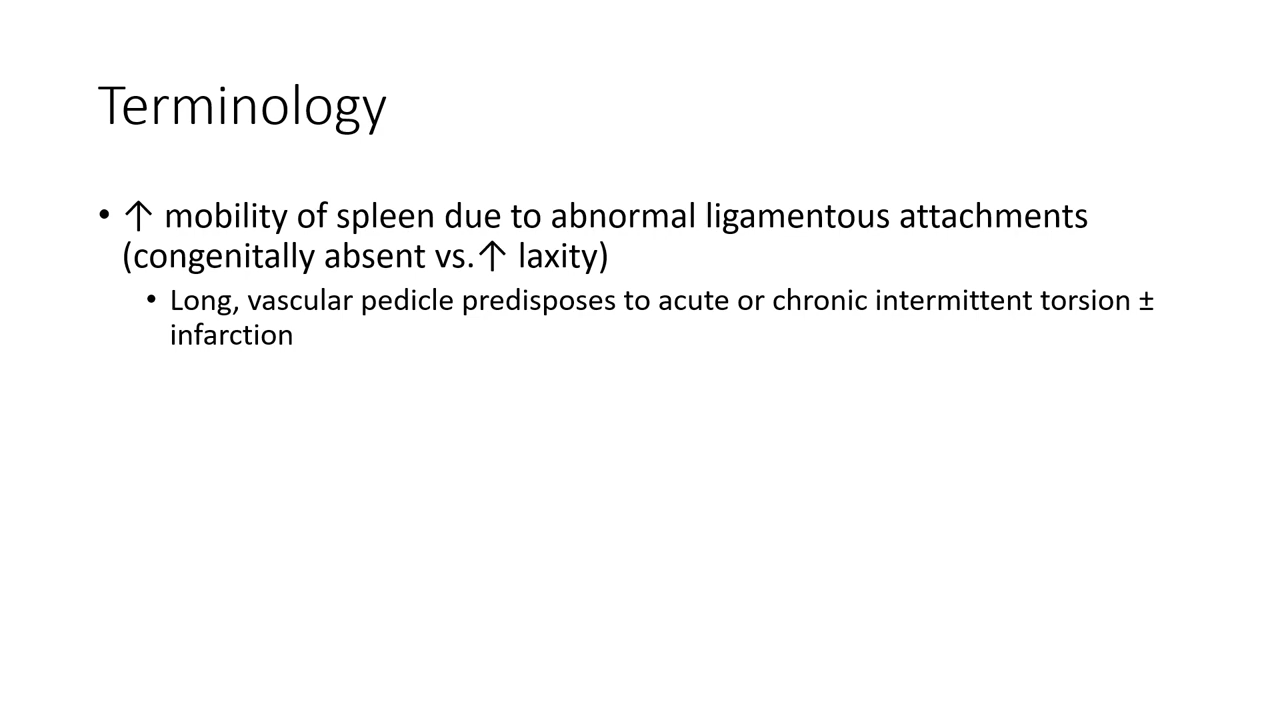 Terminology
• ↑ mobility of spleen due to abnormal ligamentous attachments
(congenitally absent vs.↑ laxity)
• Long, vascular pedicle predisposes to acute or chronic intermittent torsion ±
infarction